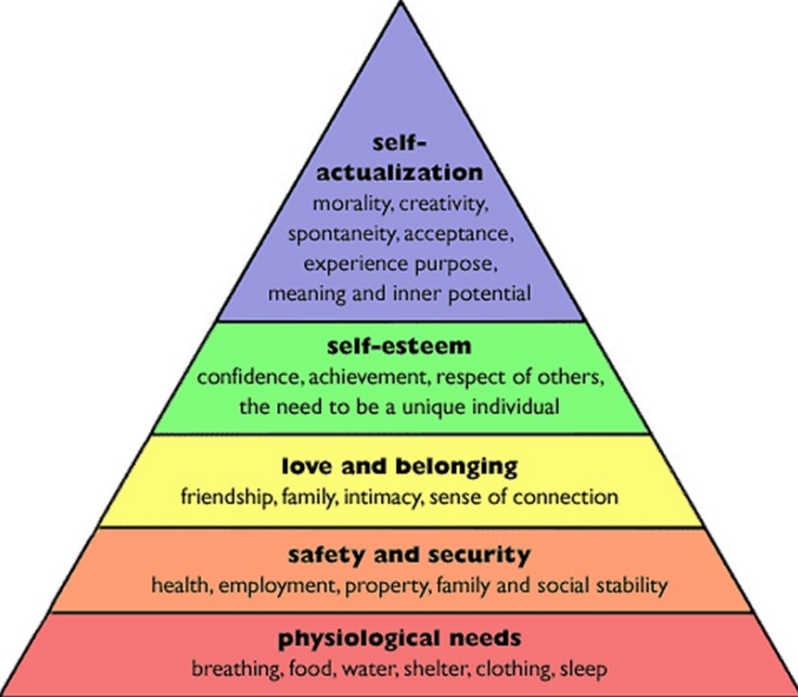 self-
actualization
morality, creativity,
spontaneity, acceptance,
experience purpose,
meaning and inner potential
self-esteem
confidence, achievement, respect of others,
the need to be a unique individual
love and belonging
friendship, family, intimacy, sense of connection
safety and security
health, employment, property, family and social stability
physiological needs
breathing, food, water, shelter, clothing, sleep